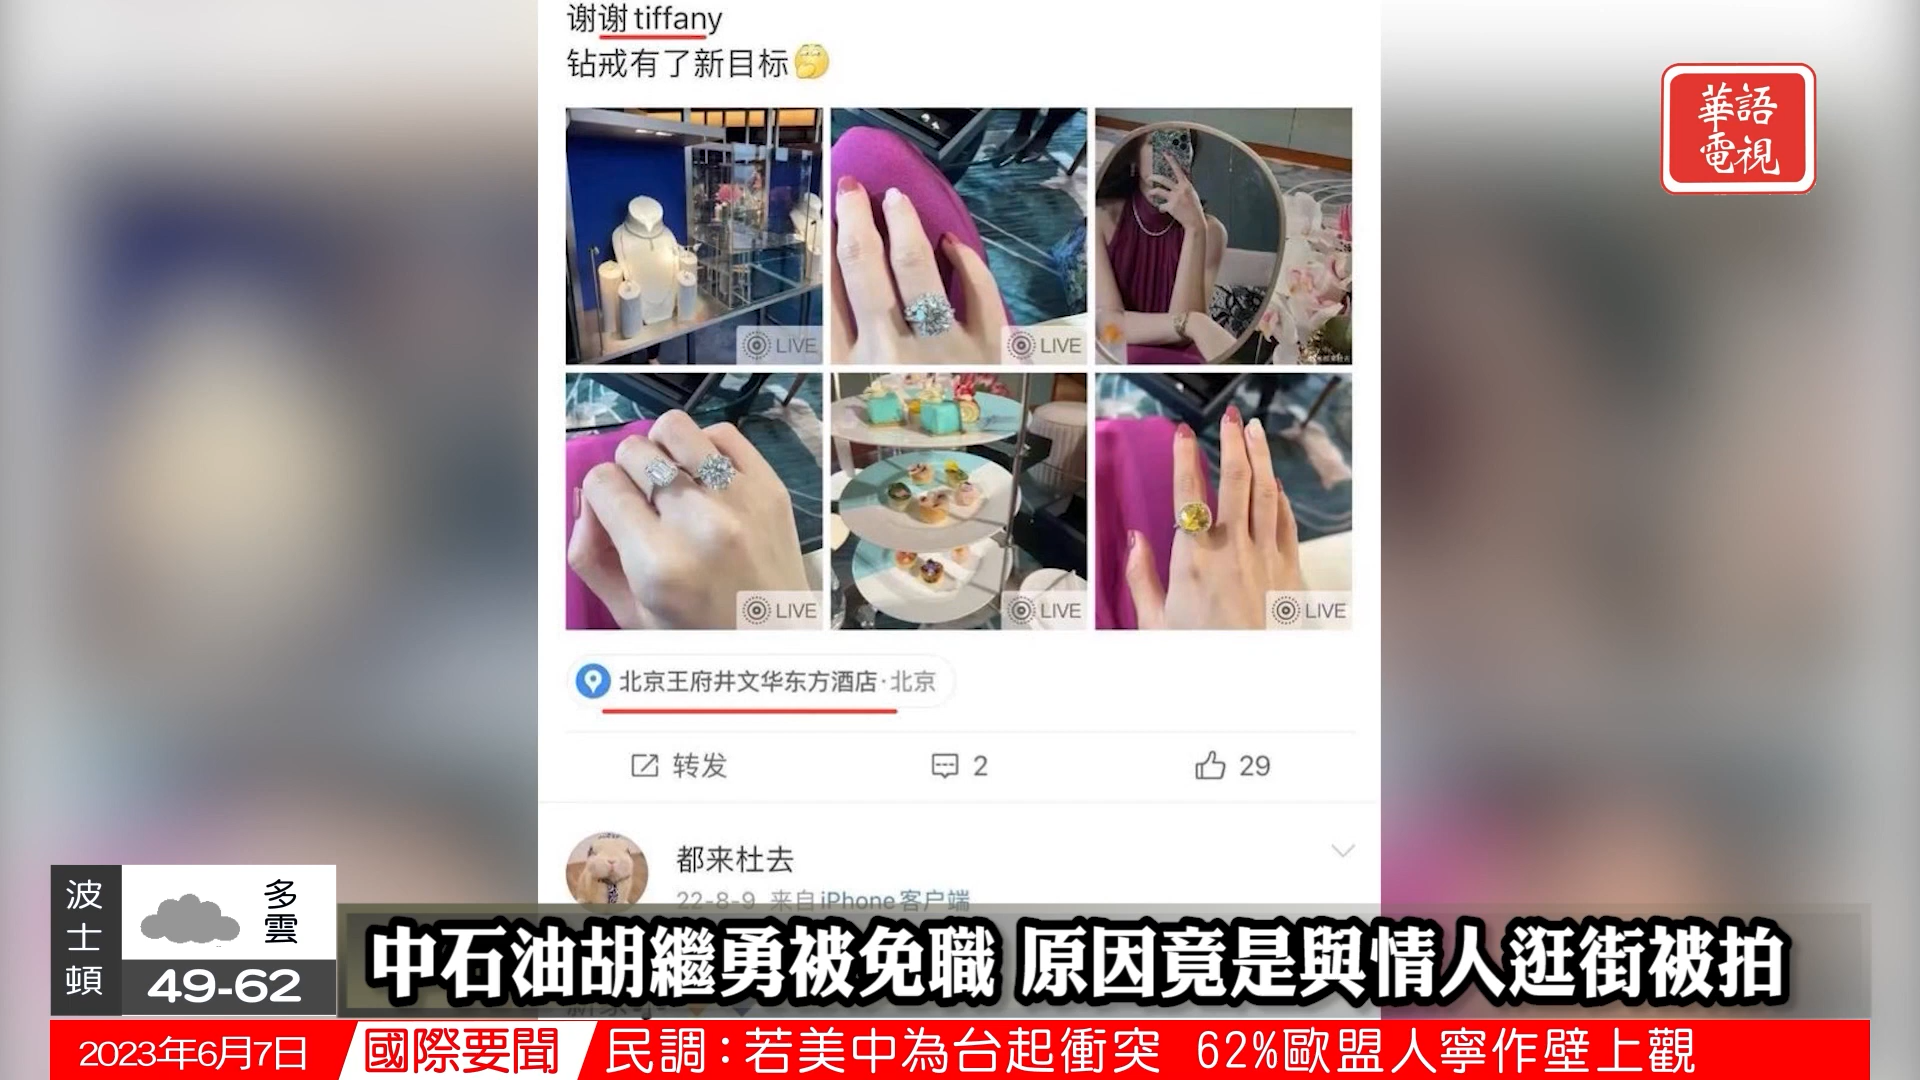 谢谢tiffany
钻戒有了新目标
華語
電視
LIVE
LIVE
LIVE
LIVE
LIVE
北京王府井文华东方酒店·北京
转发
2
29
都来杜去
22-8-9 来自iPhone客户端
波士頓
多雲
49-62
中石油胡繼勇被免職 原因竟是與情人逛街被拍
2023年6月7日
國際要聞
民調：若美中為台起衝突 62%歐盟人寧作壁上觀